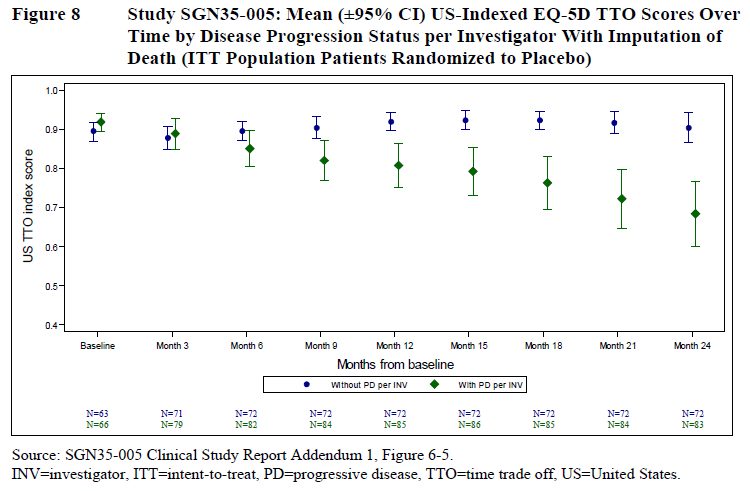 Figure 8 Study SGN35-005: Mean (±95% CI) US-Indexed EQ-5D TTO Scores Over
Time by Disease Progression Status per Investigator With Imputation of
Death (ITT Population Patients Randomized to Placebo)
US TTO index score
1.0
0.9
0.8
0.7
0.6
0.5
0.4
Baseline Month 3 Month 6 Month 9 Month 12 Month 15 Month 18 Month 21 Month 24
Months from baseline
Without PD per INV With PD per INV
N=63 N=71 N=72 N=72 N=72 N=72 N=72 N=72 N=72
N=66 N=79 N=82 N=84 N=85 N=86 N=85 N=84 N=83
Source: SGN35-005 Clinical Study Report Addendum 1, Figure 6-5.
INV=investigator, ITT=intent-to-treat, PD=progressive disease, TTO=time trade off, US=United States.